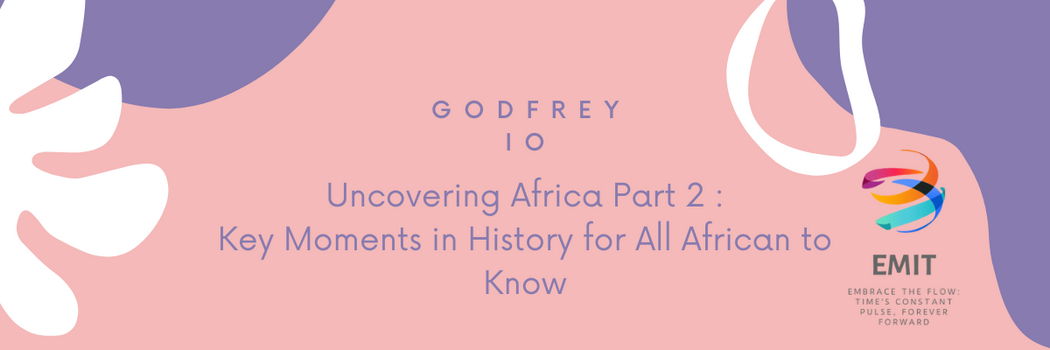 GODFREY
IO
Uncovering Africa Part 2 :
Key Moments in History for All African to
Know
EMIT
EMBRACE THE FLOW:
TIME'S CONSTANT
PULSE, FOREVER
FORWARD